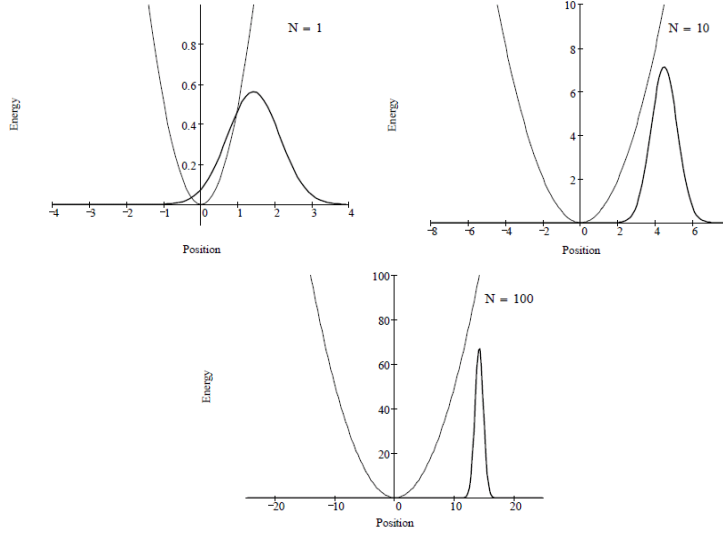 N = 1
0.8
0.6
0.4
0.2
Energy
−4 −3 −2 −1 0 1 2 3 4
Position
N = 10
10
8
6
4
2
Energy
−8 −6 −4 −2 0 2 4 6
Position
N = 100
100
80
60
40
20
Energy
−20 −10 0 10 20
Position